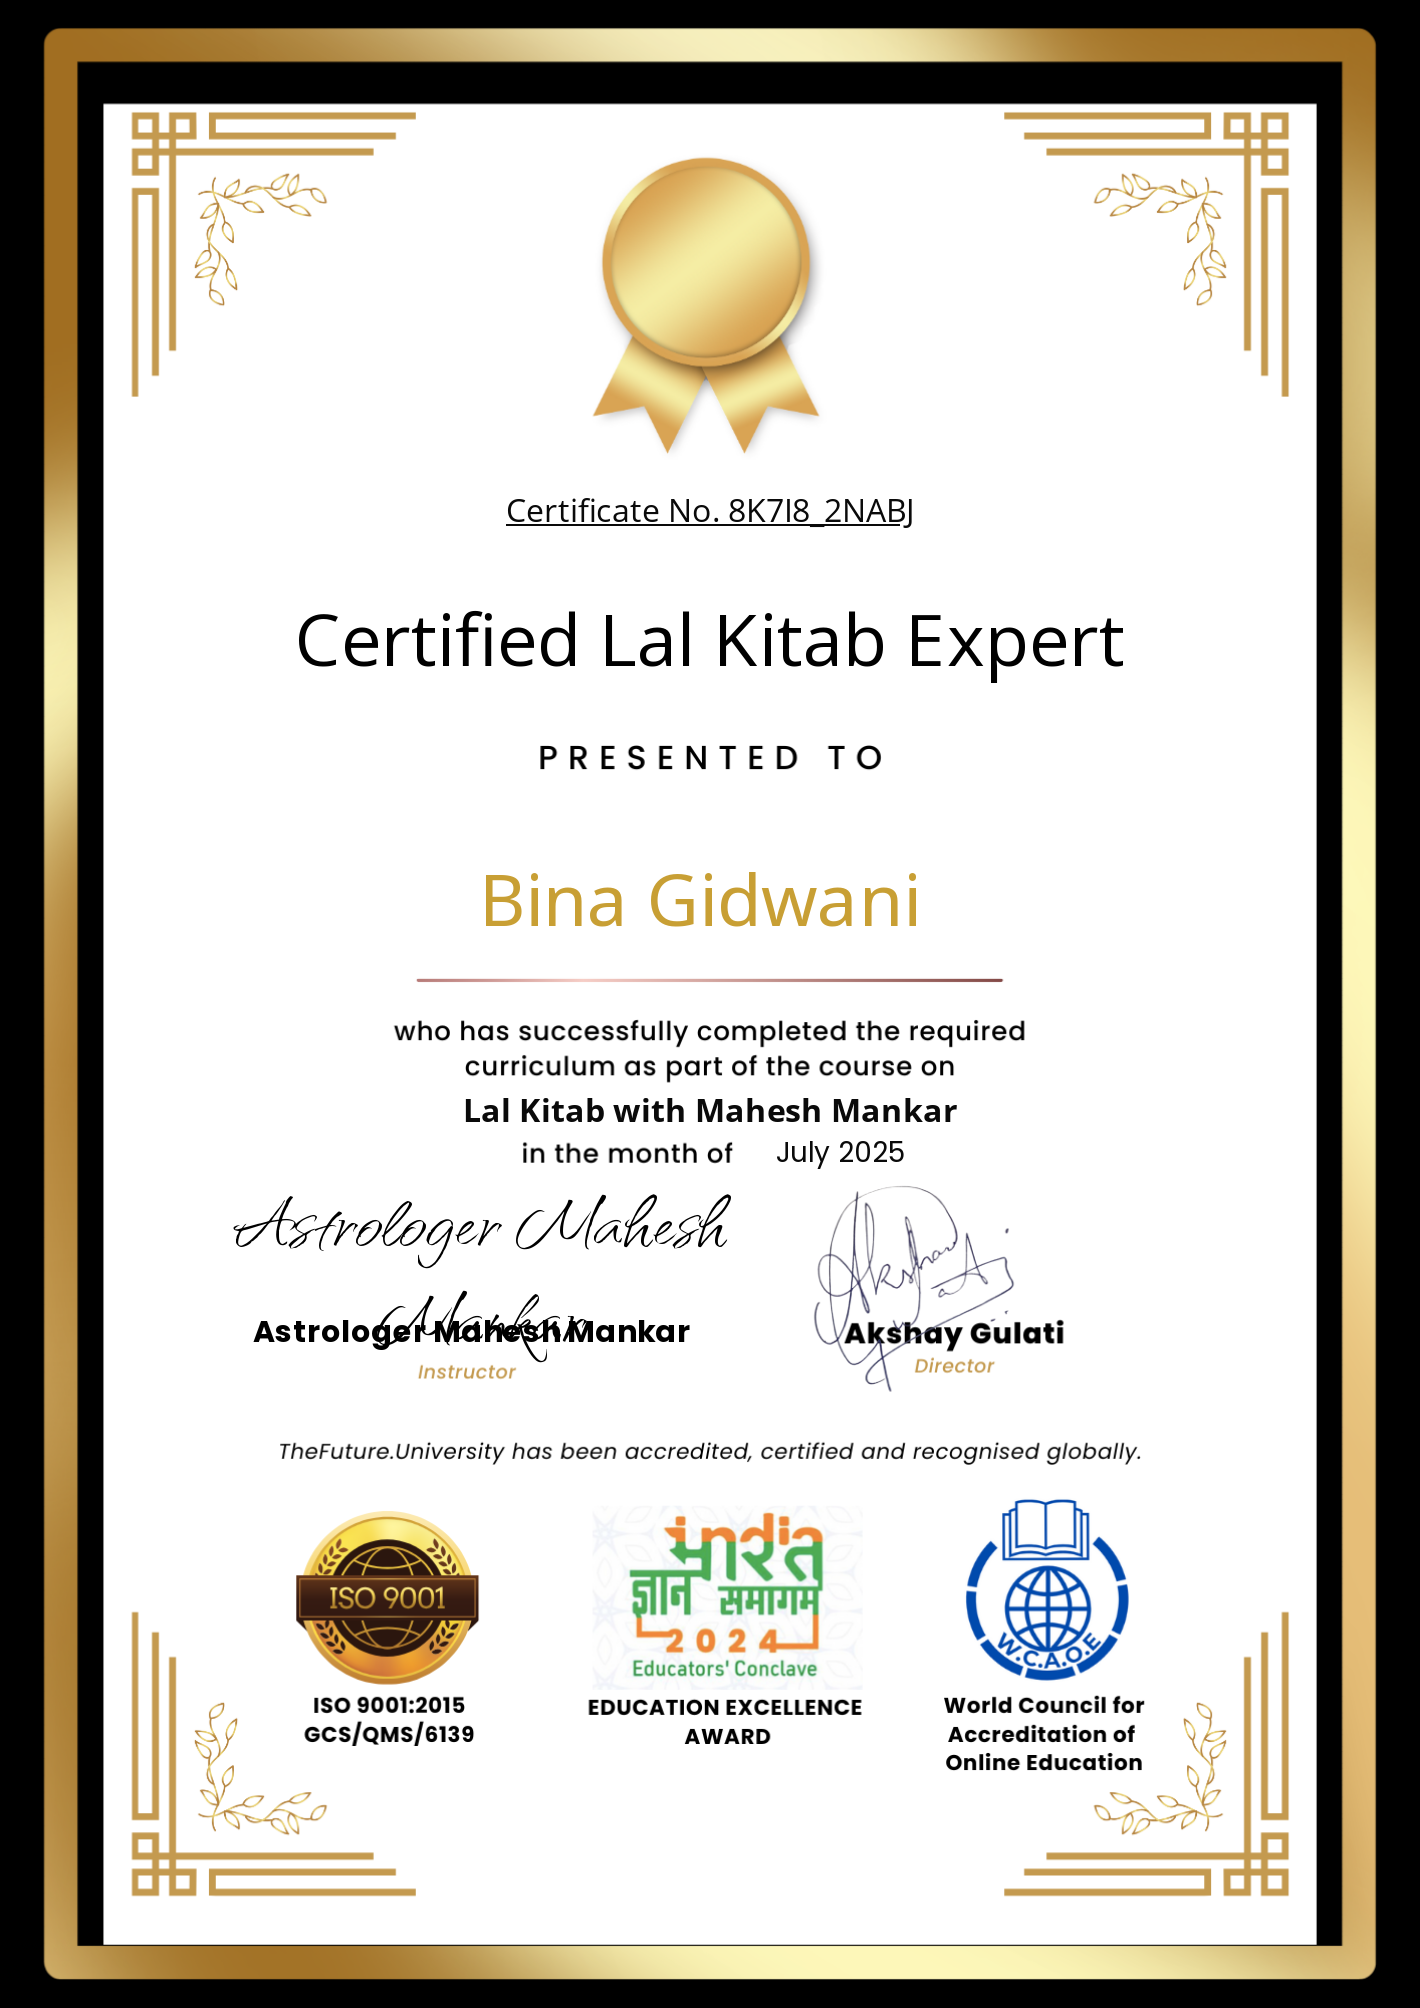 Certificate No. 8K7I8_2NABJ
Certified Lal Kitab Expert
PRESENTED TO
Bina Gidwani
who has successfully completed the required
curriculum as part of the course on
Lal Kitab with Mahesh Mankar
in the month of July 2025
Astrologer Mahesh
Mankar
Akshay
Astrologer Mahesh Mankar
Akshay Gulati
Instructor
Director
TheFuture.University has been accredited, certified and recognised globally.
ISO 9001
india
भारत
ज्ञान समागम
2024
Educators' Conclave
W.C.A.O.E
ISO 9001:2015
GCS/QMS/6139
EDUCATION EXCELLENCE
AWARD
World Council for
Accreditation of
Online Education